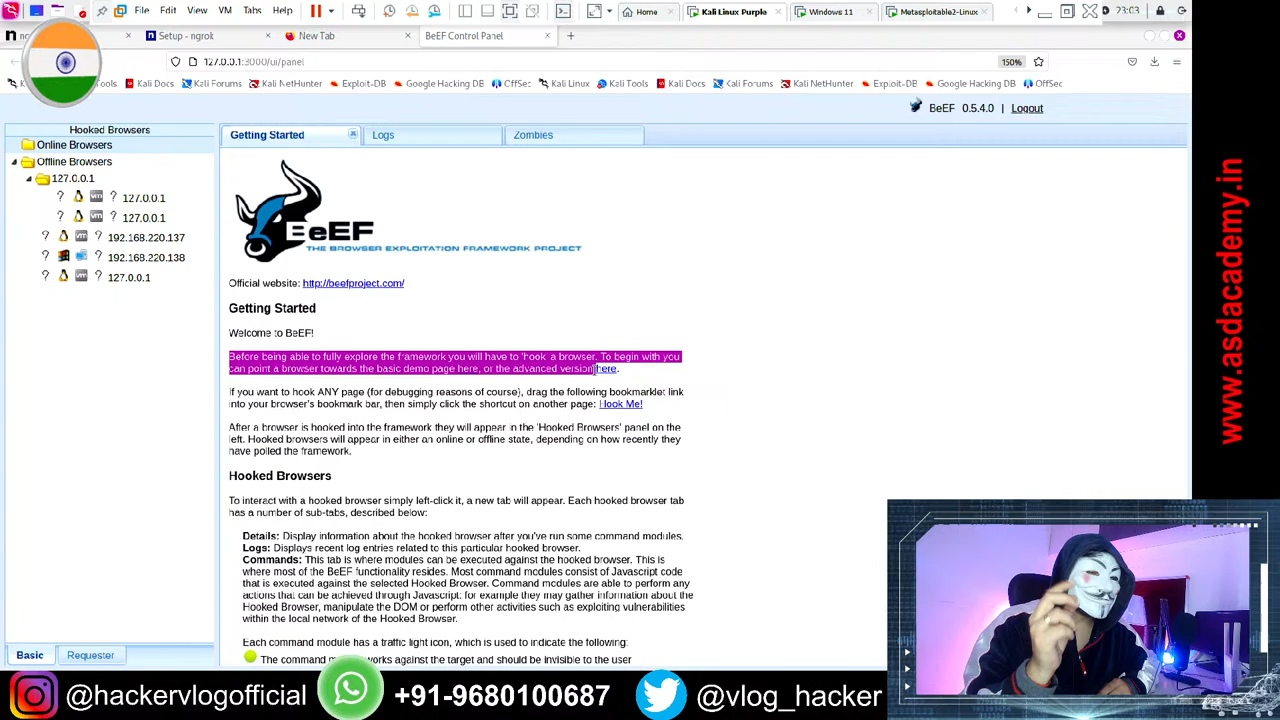 File Edit View VM Tabs Help
Home
Kali Linux Purple
Windows 11
Metasploitable2-Linux
23:03
Setup - ngrok
New Tab
BeEF Control Panel
127.0.0.1:3000/ui/panel
150%
Kali Docs
Kali Forums
Kali NetHunter
Exploit-DB
Google Hacking DB
OffSec
Kali Linux
Kali Tools
Kali Docs
Kali Forums
Kali NetHunter
Exploit-DB
Google Hacking DB
OffSec
BeEF 0.5.4.0 | Logout
Hooked Browsers
Online Browsers
Offline Browsers
127.0.0.1
? vm ? 127.0.0.1
? vm ? 127.0.0.1
? vm ? 192.168.220.137
? ? 192.168.220.138
? vm ? 127.0.0.1
Basic
Requester
Getting Started
Logs
Zombies
BeEF
THE BROWSER EXPLOITATION FRAMEWORK PROJECT
Official website: http://beefproject.com/
Getting Started
Welcome to BeEF!
Before being able to fully explore the framework you will have to 'hook' a browser. To begin with you
can point a browser towards the basic demo page here, or the advanced version here.
If you want to hook ANY page (for debugging reasons of course), drag the following bookmarklet link
into your browser's bookmark bar, then simply click the shortcut on another page: Hook Me!
After a browser is hooked into the framework they will appear in the 'Hooked Browsers' panel on the
left. Hooked browsers will appear in either an online or offline state, depending on how recently they
have polled the framework.
Hooked Browsers
To interact with a hooked browser simply left-click it, a new tab will appear. Each hooked browser tab
has a number of sub-tabs, described below:
Details: Display information about the hooked browser after you've run some command modules.
Logs: Displays recent log entries related to this particular hooked browser.
Commands: This tab is where modules can be executed against the hooked browser. This is
where most of the BeEF functionality resides. Most command modules consist of Javascript code
that is executed against the selected Hooked Browser. Command modules are able to perform any
actions that can be achieved through Javascript: for example they may gather information about the
Hooked Browser, manipulate the DOM or perform other activities such as exploiting vulnerabilities
within the local network of the Hooked Browser.
Each command module has a traffic light icon, which is used to indicate the following:
The command works against the target and should be invisible to the user
www.asdacademy.in
@hackervlogofficial
+91-9680100687
@vlog_hacker